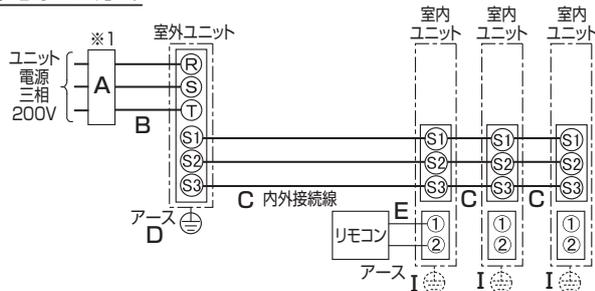 ※1
ユニット
電源
三相
200V
A
B
室外ユニット
R
S
T
S1
S2
S3
アース
D
C 内外接続線
室内
ユニット
S1
S2
S3
E
リモコン
①
②
アース
I
C
室内
ユニット
S1
S2
S3
①
②
I
C
室内
ユニット
S1
S2
S3
①
②
I